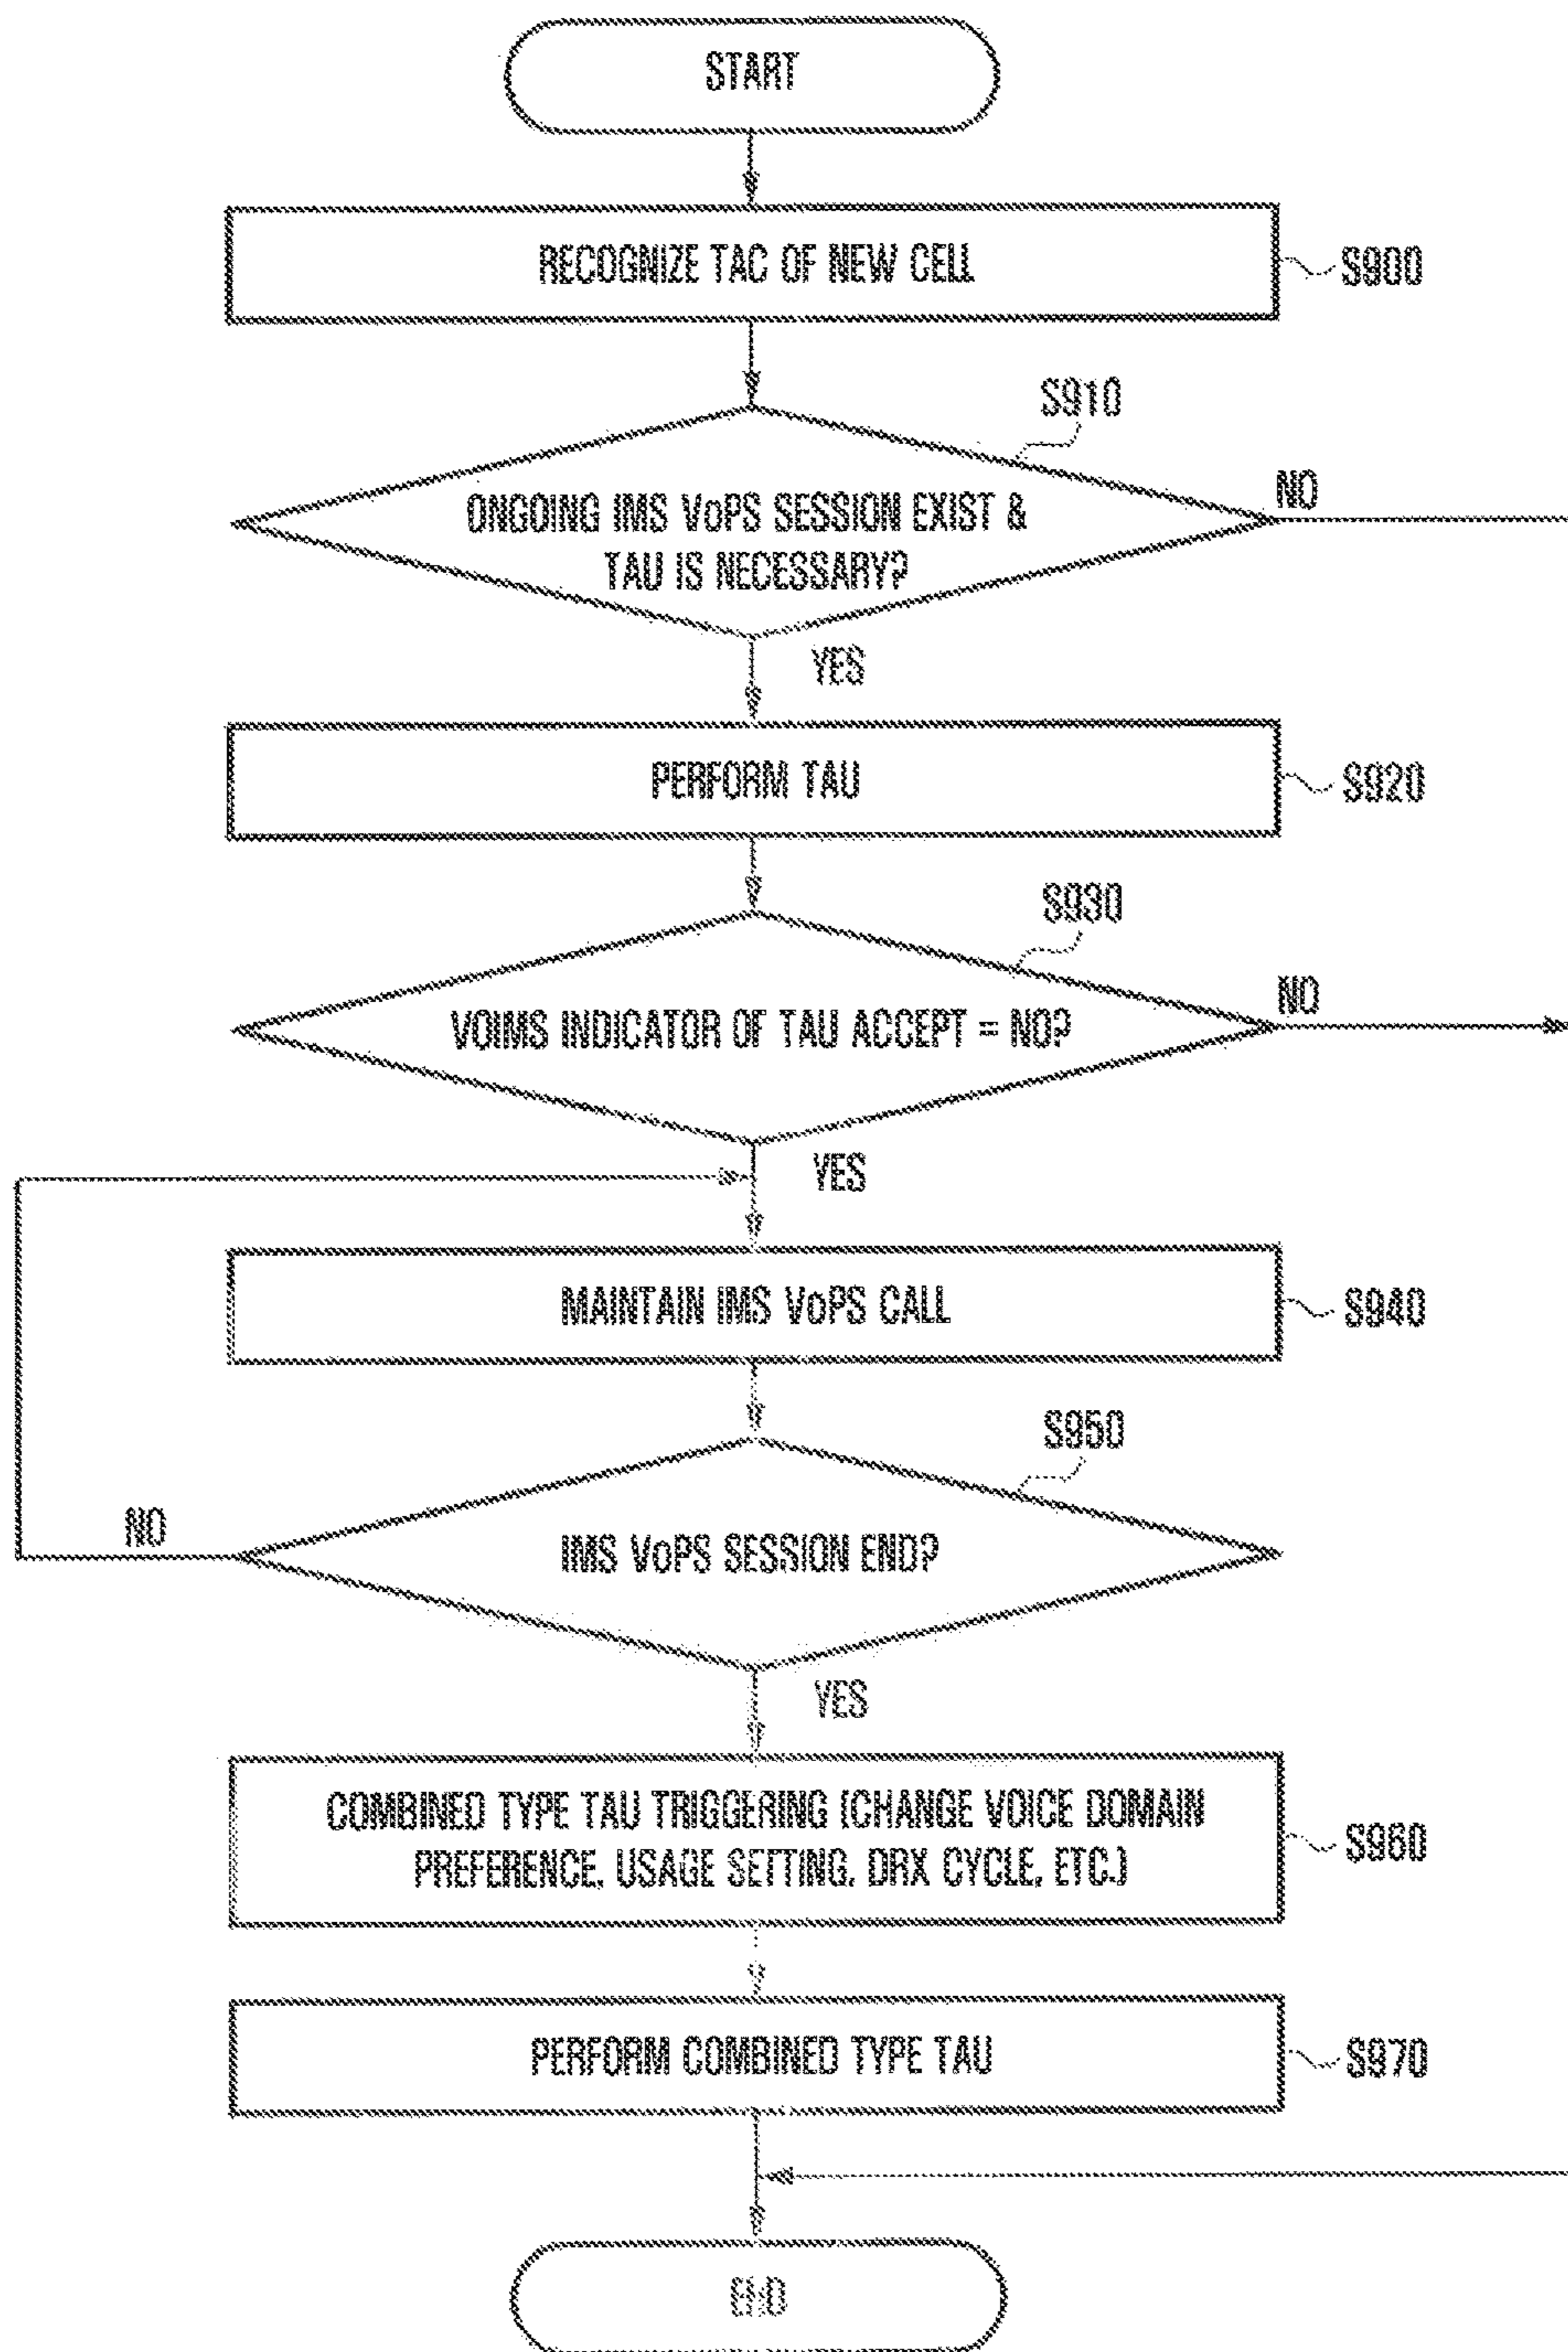 START
RECOGNIZE TAC OF NEW CELL
S900
S910
ONGOING IMS VoPS SESSION EXIST &
TAU IS NECESSARY?
NO
YES
PERFORM TAU
S920
S930
VOIMS INDICATOR OF TAU ACCEPT = NO?
NO
YES
MAINTAIN IMS VoPS CALL
S940
S950
IMS VoPS SESSION END?
NO
YES
COMBINED TYPE TAU TRIGGERING (CHANGE VOICE DOMAIN
PREFERENCE, USAGE SETTING, DRX CYCLE, ETC.)
S960
PERFORM COMBINED TYPE TAU
S970
END